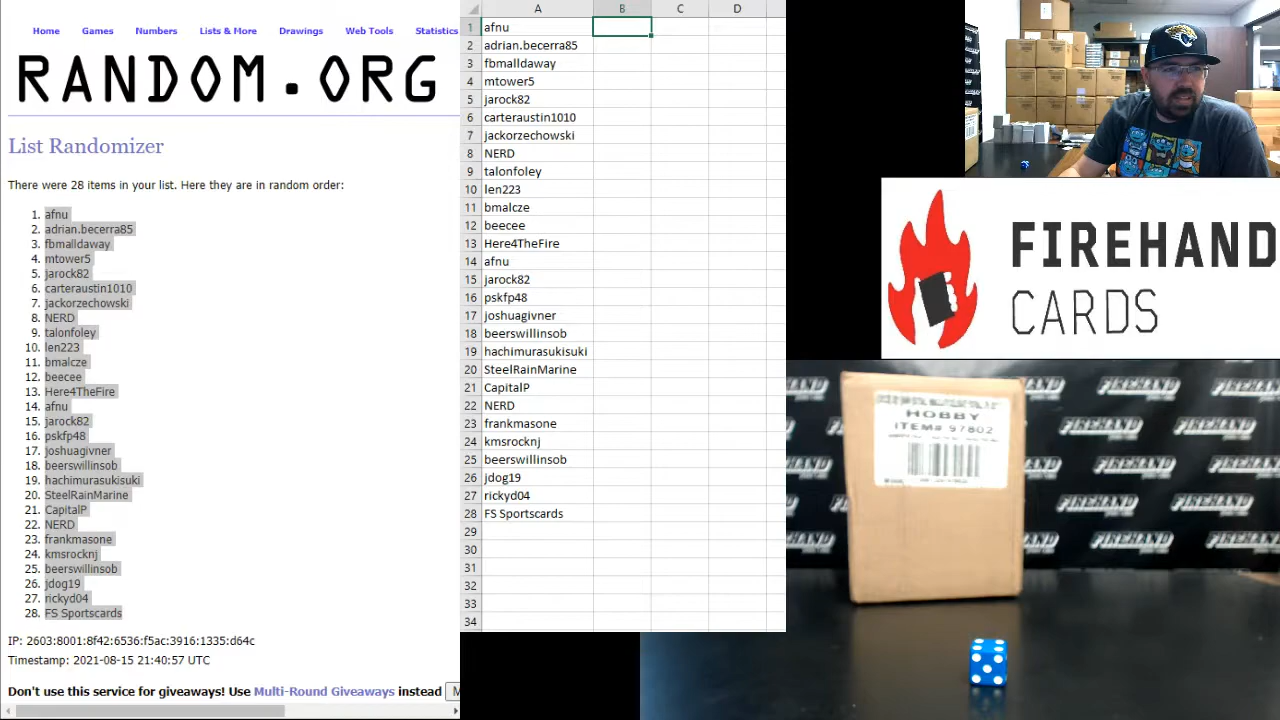 Home Games Numbers Lists & More Drawings Web Tools Statistics
RANDOM.ORG
List Randomizer
There were 28 items in your list. Here they are in random order:
1. afnu
2. adrian.becerra85
3. fbmalldaway
4. mtower5
5. jarock82
6. carteraustin1010
7. jackorzechowski
8. NERD
9. talonfoley
10. len223
11. bmalcze
12. beecee
13. Here4TheFire
14. afnu
15. jarock82
16. pskfp48
17. joshuagivner
18. beerswillinsob
19. hachimurasukisuki
20. SteelRainMarine
21. CapitalP
22. NERD
23. frankmasone
24. kmsrocknj
25. beerswillinsob
26. jdog19
27. rickyd04
28. FS Sportscards
IP: 2603:8001:8f42:6536:f5ac:3916:1335:d64c
Timestamp: 2021-08-15 21:40:57 UTC
Don't use this service for giveaways! Use Multi-Round Giveaways instead
A B C D
1 afnu
2 adrian.becerra85
3 fbmalldaway
4 mtower5
5 jarock82
6 carteraustin1010
7 jackorzechowski
8 NERD
9 talonfoley
10 len223
11 bmalcze
12 beecee
13 Here4TheFire
14 afnu
15 jarock82
16 pskfp48
17 joshuagivner
18 beerswillinsob
19 hachimurasukisuki
20 SteelRainMarine
21 CapitalP
22 NERD
23 frankmasone
24 kmsrocknj
25 beerswillinsob
26 jdog19
27 rickyd04
28 FS Sportscards
29
30
31
32
33
34
FIREHAND
CARDS
HOBBY
ITEM# 97802
FIREHAND
FIREHAND
FIREHAND
FIREHAND
FIREHAND
FIREHAND